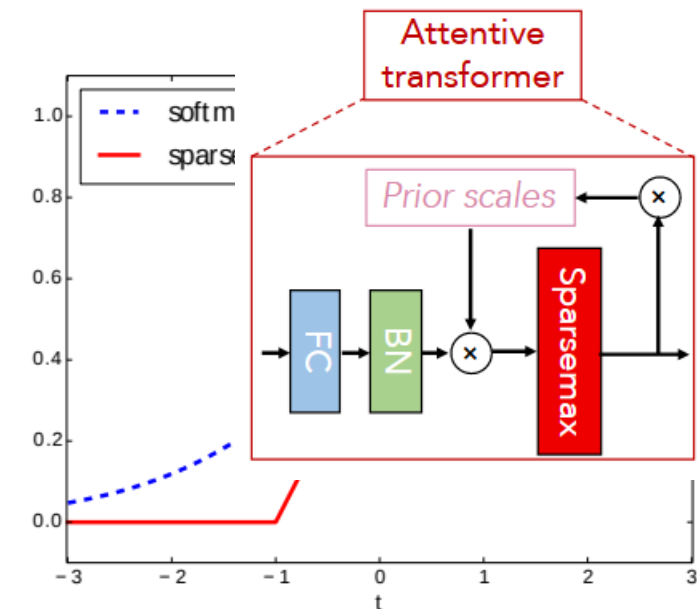 Attentive
transformer
1.0
softm
sparse
0.8
Prior scales
×
0.6
FC
BN
×
Sparsemax
0.4
0.2
0.0
−3 −2 −1 0 1 2 3
t